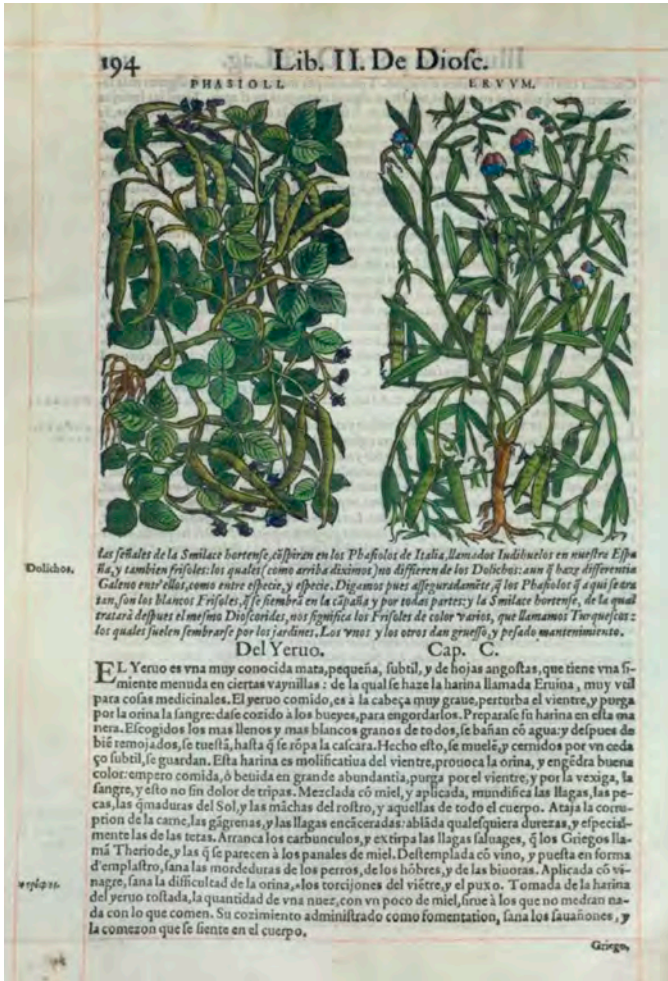 194
Lib. II. De Diosc.
PHASIOLI.
ERVVM.
las señales de la Smilace hortense, cõspiran en los Phasiolos de Italia, llamados Iudihuelos en nuestra Espa
Dolichos.
ña, y tambien frisoles: los quales (como arriba diximos) no differen de los Dolichos: aun q̃ haze differentia
Galeno entr'ellos, como entre especie, y especie. Digamos pues asseguradamẽte, q̃ los Phasiolos q̃ aqui se tra
tan, son los blancos Frisoles, q̃ se siembrã en la cãpaña y por todas partes: y la Smilace hortense, de la qual
tratarà despues el mesmo Dioscorides, nos significa los Frisoles de color varios, que llamamos Turquescos:
los quales suelen sembrarse por los jardines. Los vnos y los otros dan gruesso, y pesado mantenimiento.
Del Yeruo. Cap. C.
EL Yeruo es vna muy conocida mata, pequeña, subtil, y de hojas angostas, que tiene vna si-
miente menuda en ciertas vaynillas: de la qual se haze la harina llamada Eruina, muy vtil
para cosas medicinales. El yeruo comido, es à la cabeça muy graue, perturba el vientre, y purga
por la orina la sangre: dase cozido à los bueyes, para engordarlos. Preparase su harina en esta ma
nera. Escogidos los mas llenos y mas blancos granos de todos, se bañan cõ agua: y despues de
biẽ remojados, se tuestã, hasta q̃ se rõpa la cascara. Hecho esto, se muelẽ, y cernidos por vn ceda
ço subtil, se guardan. Esta harina es molificatiua del vientre, prouoca la orina, y engẽdra buena
color: empero comida, ò beuida en grande abundantia, purga por el vientre, y por la vexiga, la
sangre, y esto no sin dolor de tripas. Mezclada cõ miel, y aplicada, mundifica las llagas, las pe-
cas, las q̃maduras del Sol, y las mãchas del rostro, y aquellas de todo el cuerpo. Ataja la corru-
ption de la carne, las gãgrenas, y las llagas encãceradas: ablãda qualesquiera durezas, y especial-
mente las de las tetas. Arranca los carbunculos, y extirpa las llagas saluages, q̃ los Griegos lla-
mã Theriode, y las q̃ se parecen à los panales de miel. Destemplada cõ vino, y puesta en forma
d'emplastro, sana las mordeduras de los perros, de los hõbres, y de las biuoras. Aplicada cõ vi-
nagre, sana la difficultad de la orina, los torcijones del viẽtre, y el puxo. Tomada de la harina
del yeruo tostada, la quantidad de vna nuez, con vn poco de miel, sirue à los que no medran na-
da con lo que comen. Su cozimiento administrado como fomentation, sana los sauañones, y
la comezon que se siente en el cuerpo.
Griego,